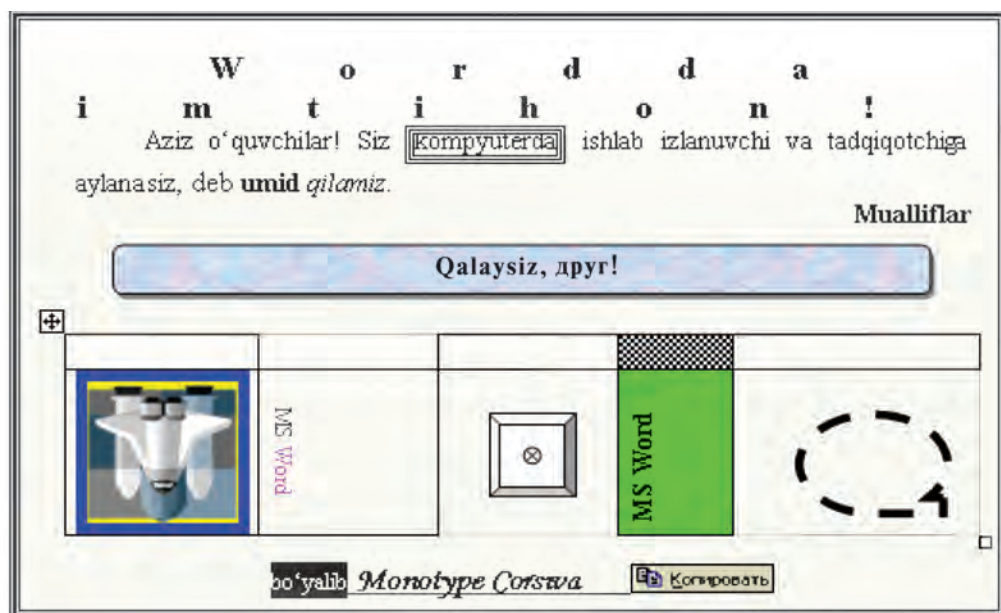 W o r d d a
i m t i h o n !
Aziz o‘quvchilar! Siz kompyuterda ishlab izlanuvchi va tadqiqotchiga
aylanasiz, deb umid qilamiz.
Mualliflar
Qalaysiz, друг!
MS Word
MS Word
bo‘yalib Monotype Corsiva Копировать